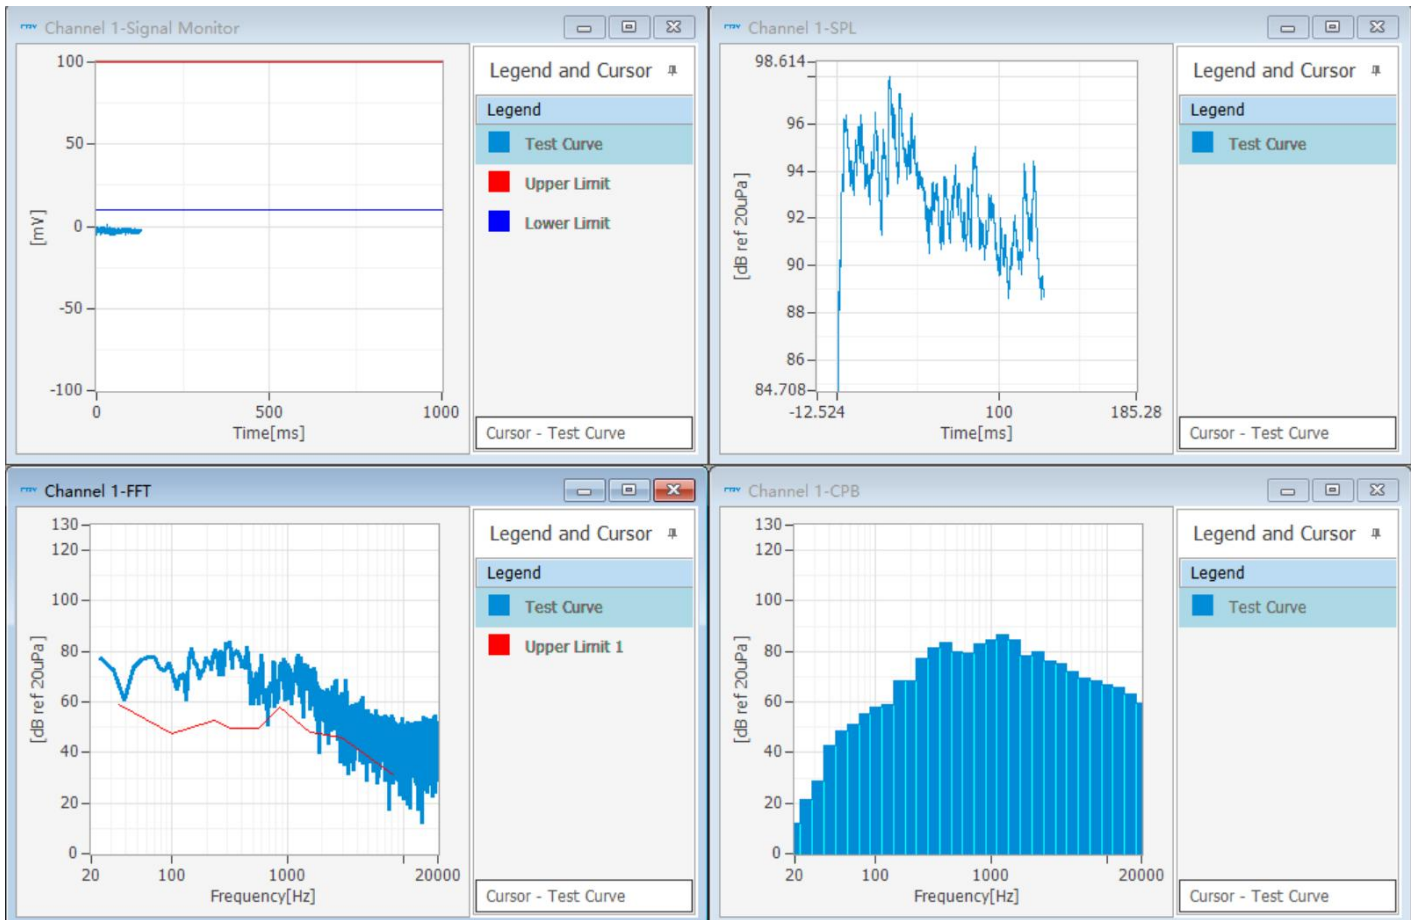 Channel 1-Signal Monitor
100
50
0
-50
-100
[mV]
0 500 1000
Time[ms]
Legend and Cursor
Legend
Test Curve
Upper Limit
Lower Limit
Cursor - Test Curve
Channel 1-SPL
98.614
96
94
92
90
88
86
84.708
[dB ref 20uPa]
-12.524 100 185.28
Time[ms]
Legend and Cursor
Legend
Test Curve
Cursor - Test Curve
Channel 1-FFT
130
120
100
80
60
40
20
0
[dB ref 20uPa]
20 100 1000 20000
Frequency[Hz]
Legend and Cursor
Legend
Test Curve
Upper Limit 1
Cursor - Test Curve
Channel 1-CPB
130
120
100
80
60
40
20
0
[dB ref 20uPa]
20 100 1000 20000
Frequency[Hz]
Legend and Cursor
Legend
Test Curve
Cursor - Test Curve